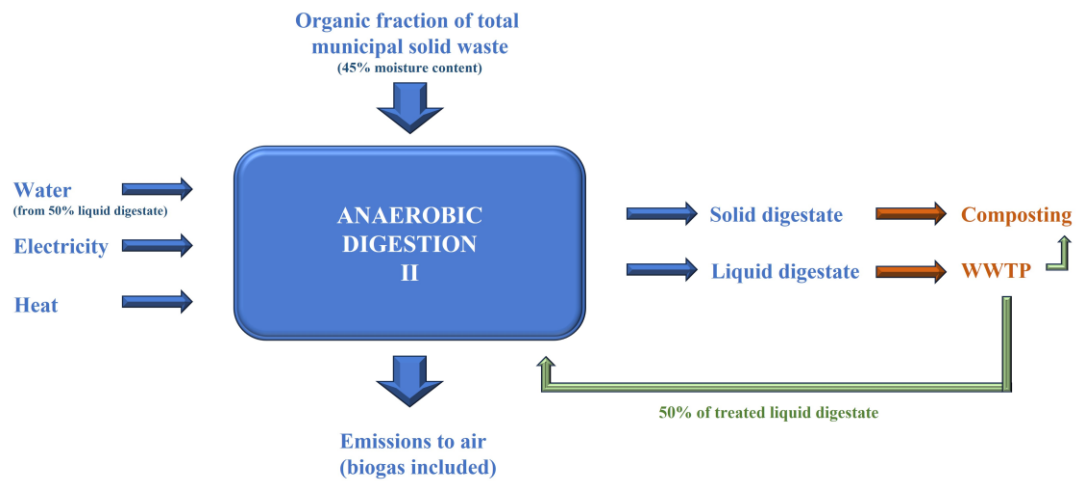 Organic fraction of total
municipal solid waste
(45% moisture content)
Water
(from 50% liquid digestate)
Electricity
Heat
ANAEROBIC
DIGESTION
II
Solid digestate
Composting
Liquid digestate
WWTP
50% of treated liquid digestate
Emissions to air
(biogas included)